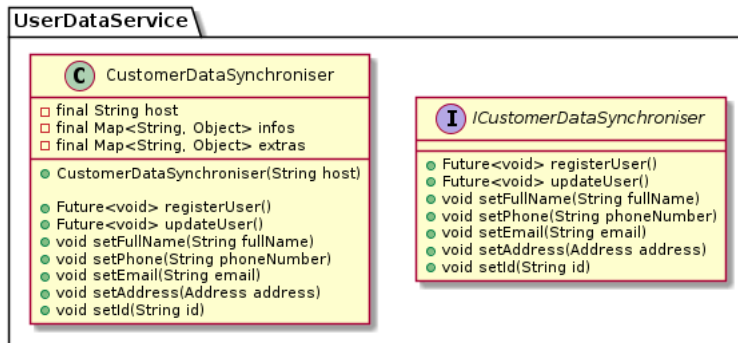 UserDataService
C CustomerDataSynchroniser
final String host
final Map<String, Object> infos
final Map<String, Object> extras
CustomerDataSynchroniser(String host)
Future<void> registerUser()
Future<void> updateUser()
void setFullName(String fullName)
void setPhone(String phoneNumber)
void setEmail(String email)
void setAddress(Address address)
void setId(String id)
I ICustomerDataSynchroniser
Future<void> registerUser()
Future<void> updateUser()
void setFullName(String fullName)
void setPhone(String phoneNumber)
void setEmail(String email)
void setAddress(Address address)
void setId(String id)